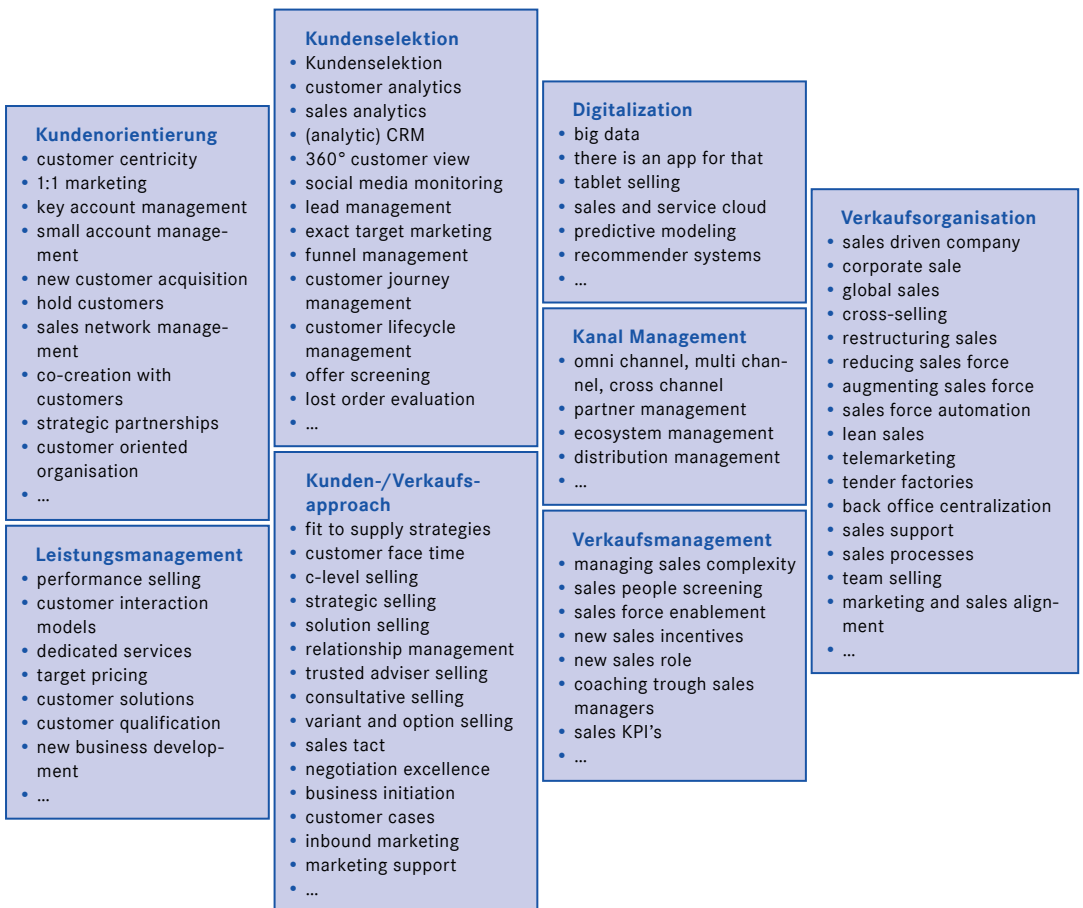 Kundenorientierung
• customer centricity
• 1:1 marketing
• key account management
• small account manage-
ment
• new customer acquisition
• hold customers
• sales network manage-
ment
• co-creation with
customers
• strategic partnerships
• customer oriented
organisation
• ...
Leistungsmanagement
• performance selling
• customer interaction
models
• dedicated services
• target pricing
• customer solutions
• customer qualification
• new business develop-
ment
• ...
Kundenselektion
• Kundenselektion
• customer analytics
• sales analytics
• (analytic) CRM
• 360° customer view
• social media monitoring
• lead management
• exact target marketing
• funnel management
• customer journey
management
• customer lifecycle
management
• offer screening
• lost order evaluation
• ...
Kunden-/Verkaufs-
approach
• fit to supply strategies
• customer face time
• c-level selling
• strategic selling
• solution selling
• relationship management
• trusted adviser selling
• consultative selling
• variant and option selling
• sales tact
• negotiation excellence
• business initiation
• customer cases
• inbound marketing
• marketing support
• ...
Digitalization
• big data
• there is an app for that
• tablet selling
• sales and service cloud
• predictive modeling
• recommender systems
• ...
Kanal Management
• omni channel, multi chan-
nel, cross channel
• partner management
• ecosystem management
• distribution management
• ...
Verkaufsmanagement
• managing sales complexity
• sales people screening
• sales force enablement
• new sales incentives
• new sales role
• coaching trough sales
managers
• sales KPI's
• ...
Verkaufsorganisation
• sales driven company
• corporate sale
• global sales
• cross-selling
• restructuring sales
• reducing sales force
• augmenting sales force
• sales force automation
• lean sales
• telemarketing
• tender factories
• back office centralization
• sales support
• sales processes
• team selling
• marketing and sales align-
ment
• ...